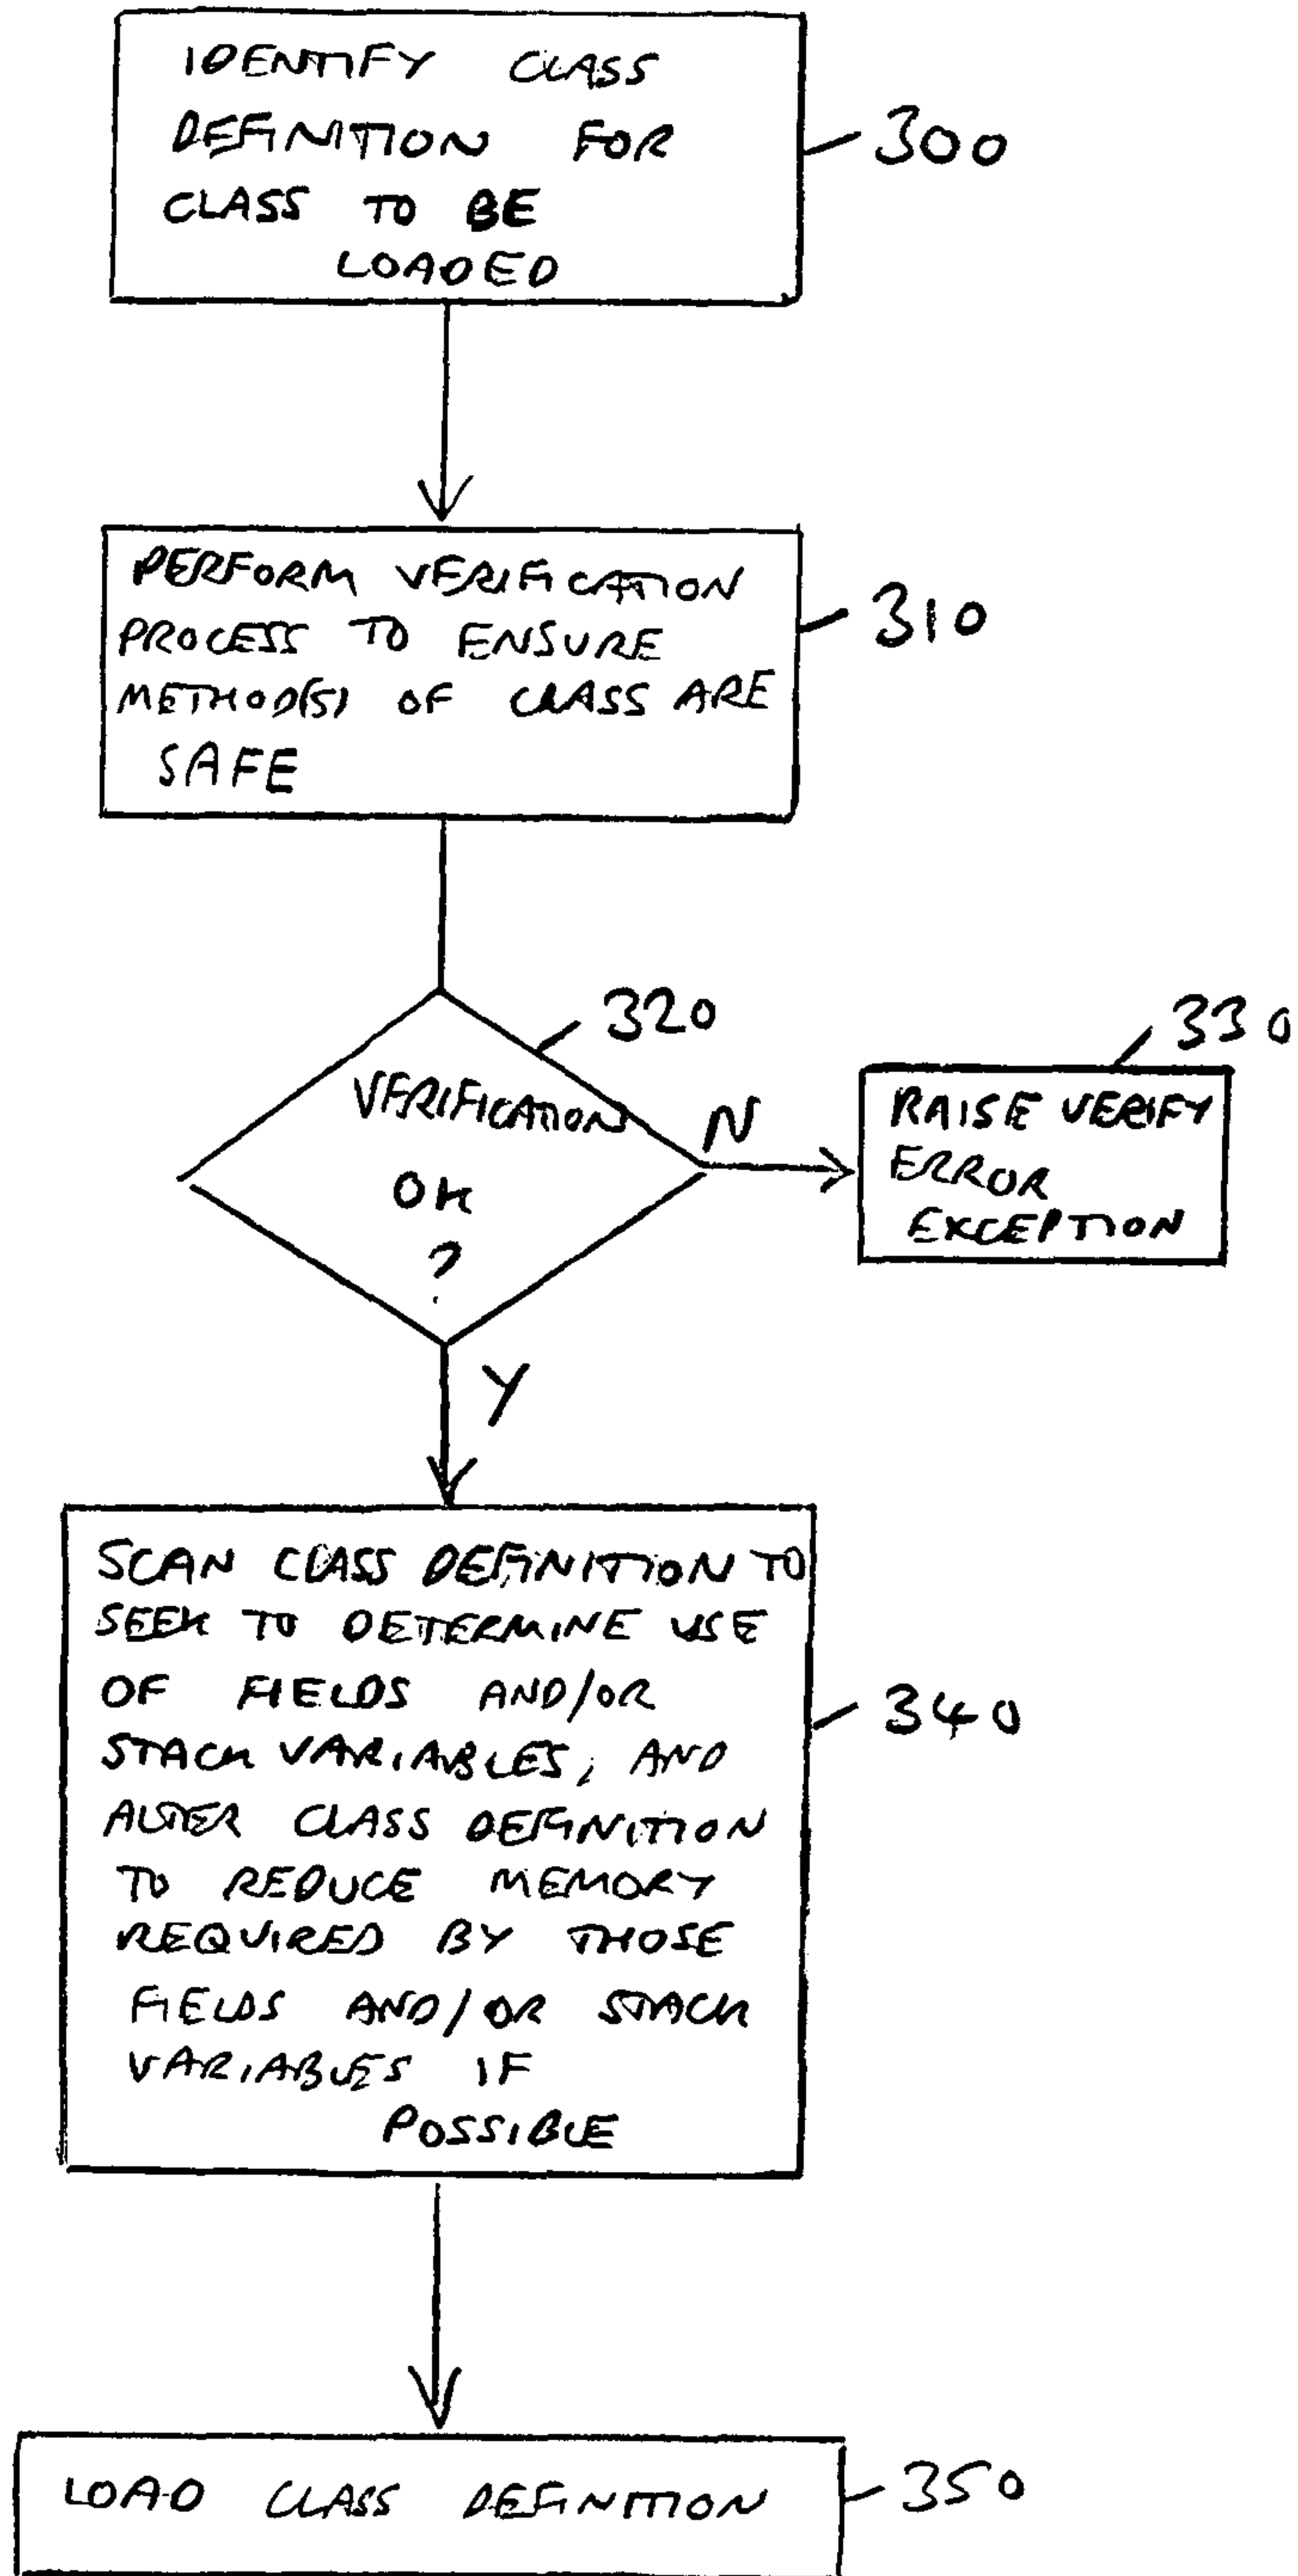 IDENTIFY CLASS
DEFINITION FOR
CLASS TO BE
LOADED
300
PERFORM VERIFICATION
PROCESS TO ENSURE
METHOD(S) OF CLASS ARE
SAFE
310
320
VERIFICATION
OK
?
N
330
RAISE VERIFY
ERROR
EXCEPTION
Y
SCAN CLASS DEFINITION TO
SEEK TO DETERMINE USE
OF FIELDS AND/OR
STACK VARIABLES, AND
ALTER CLASS DEFINITION
TO REDUCE MEMORY
REQUIRED BY THOSE
FIELDS AND/OR STACK
VARIABLES IF
POSSIBLE
340
LOAD CLASS DEFINITION
350